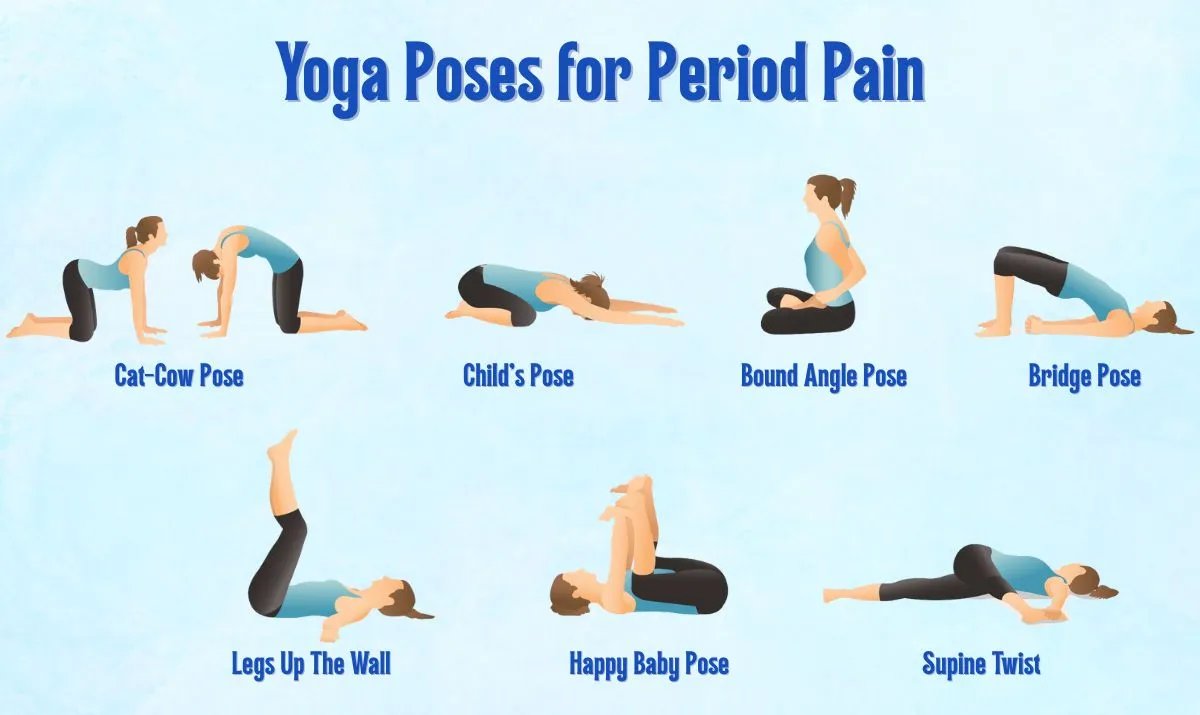 Yoga Poses for Period Pain
Cat-Cow Pose
Child's Pose
Bound Angle Pose
Bridge Pose
Legs Up The Wall
Happy Baby Pose
Supine Twist